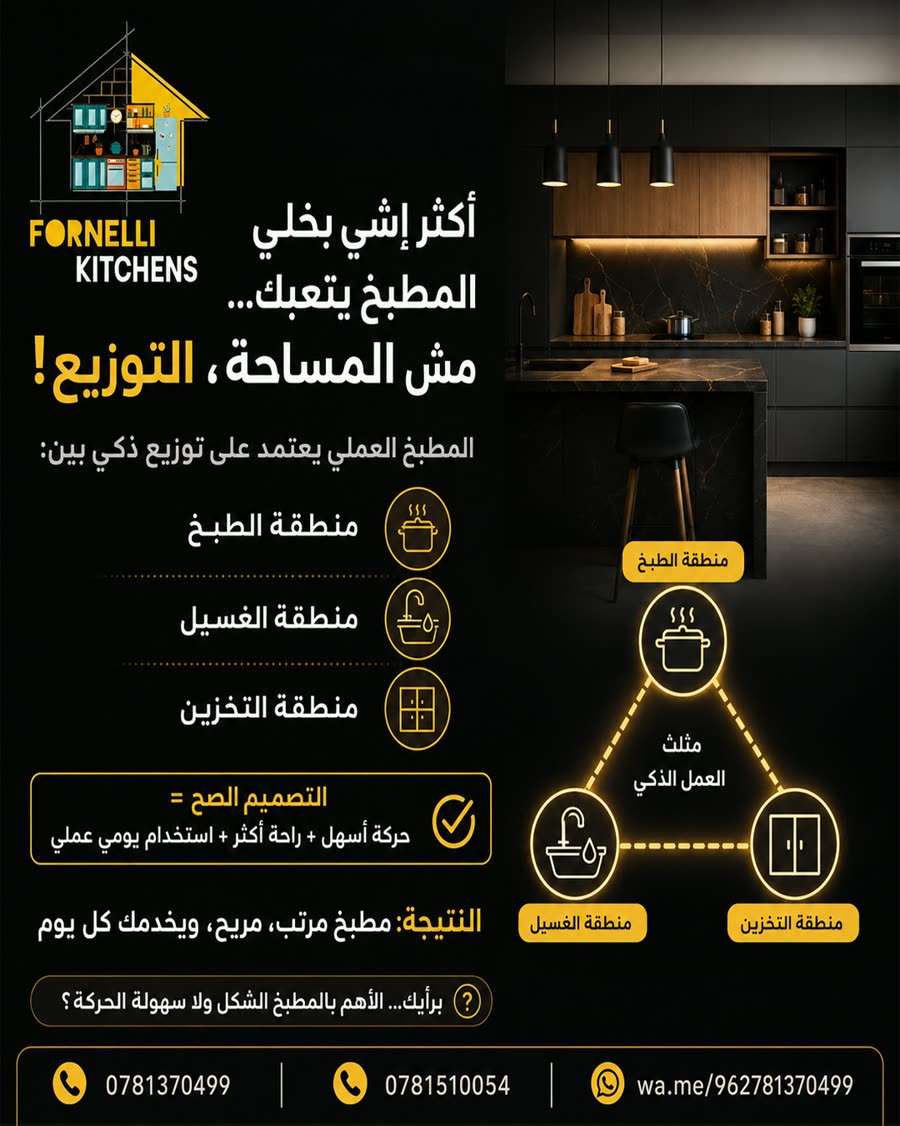 FORNELLI
KITCHENS
أكثر إشي بخلي
المطبخ يتعبك...
مش المساحة، التوزيع!
المطبخ العملي يعتمد على توزيع ذكي بين:
منطقة الطبخ
منطقة الغسيل
منطقة التخزين
التصميم الصح =
حركة أسهل + راحة أكثر + استخدام يومي عملي
النتيجة: مطبخ مرتب، مريح، ويخدمك كل يوم
برأيك... الأهم بالمطبخ الشكل ولا سهولة الحركة؟
منطقة الطبخ
مثلث
العمل الذكي
منطقة التخزين
منطقة الغسيل
0781370499
0781510054
wa.me/962781370499